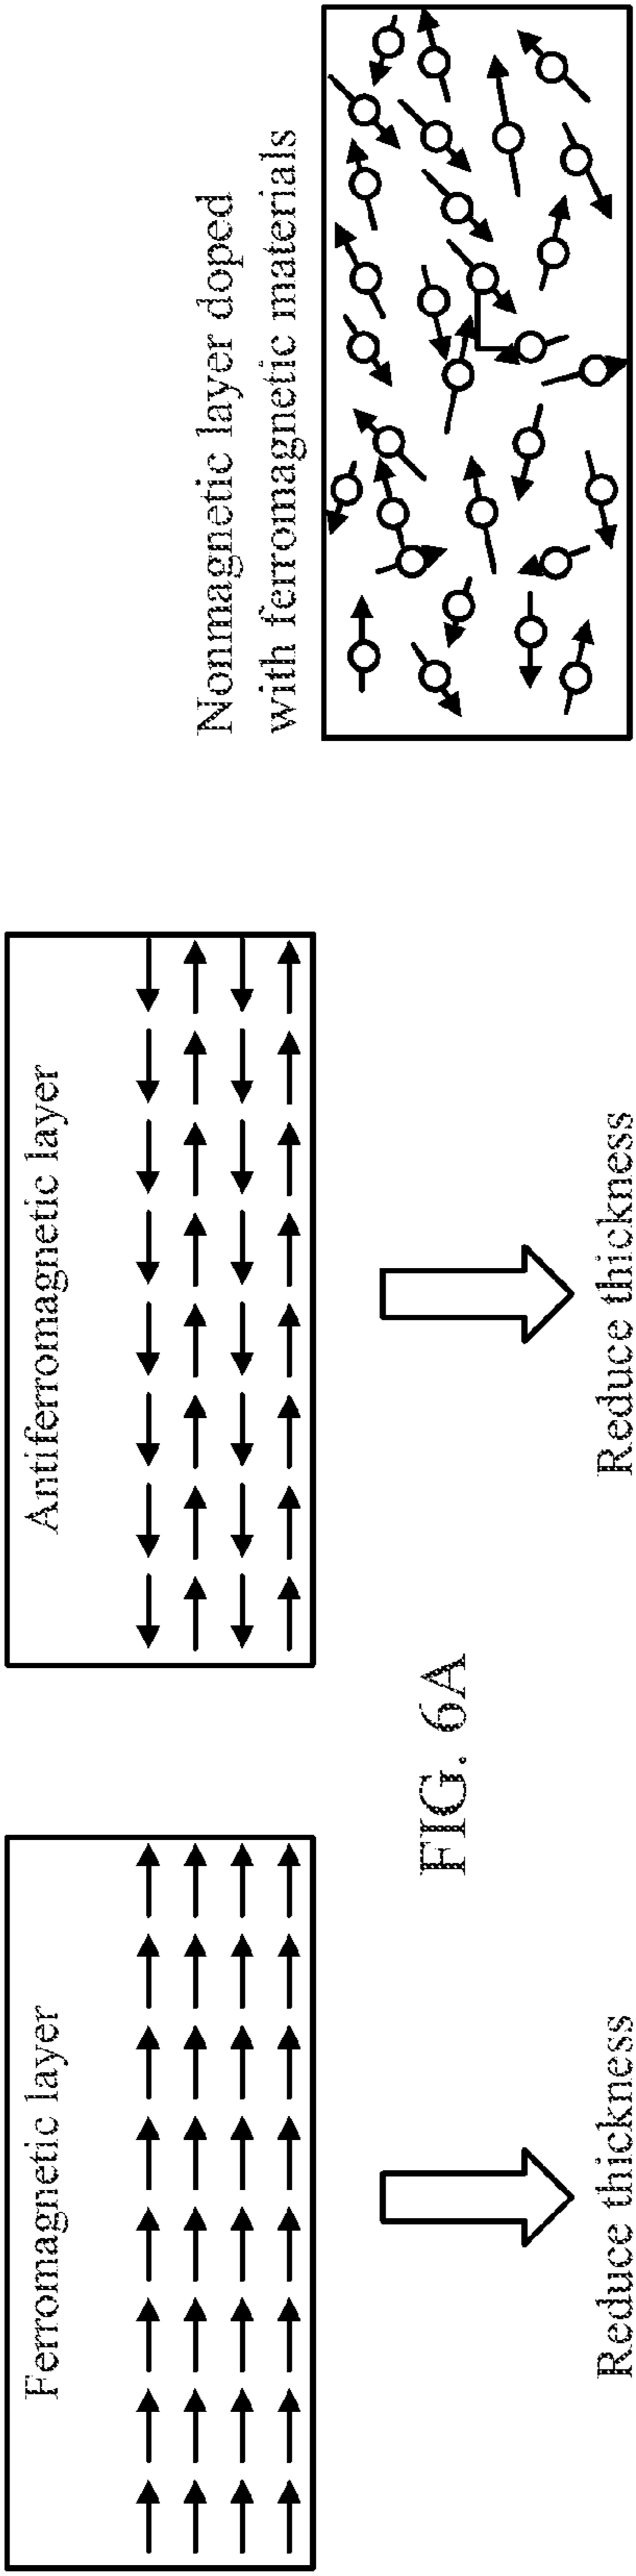 Ferromagnetic layer
Antiferromagnetic layer
Nonmagnetic layer doped
with ferromagnetic materials
Reduce thickness
Reduce thickness
FIG. 6A